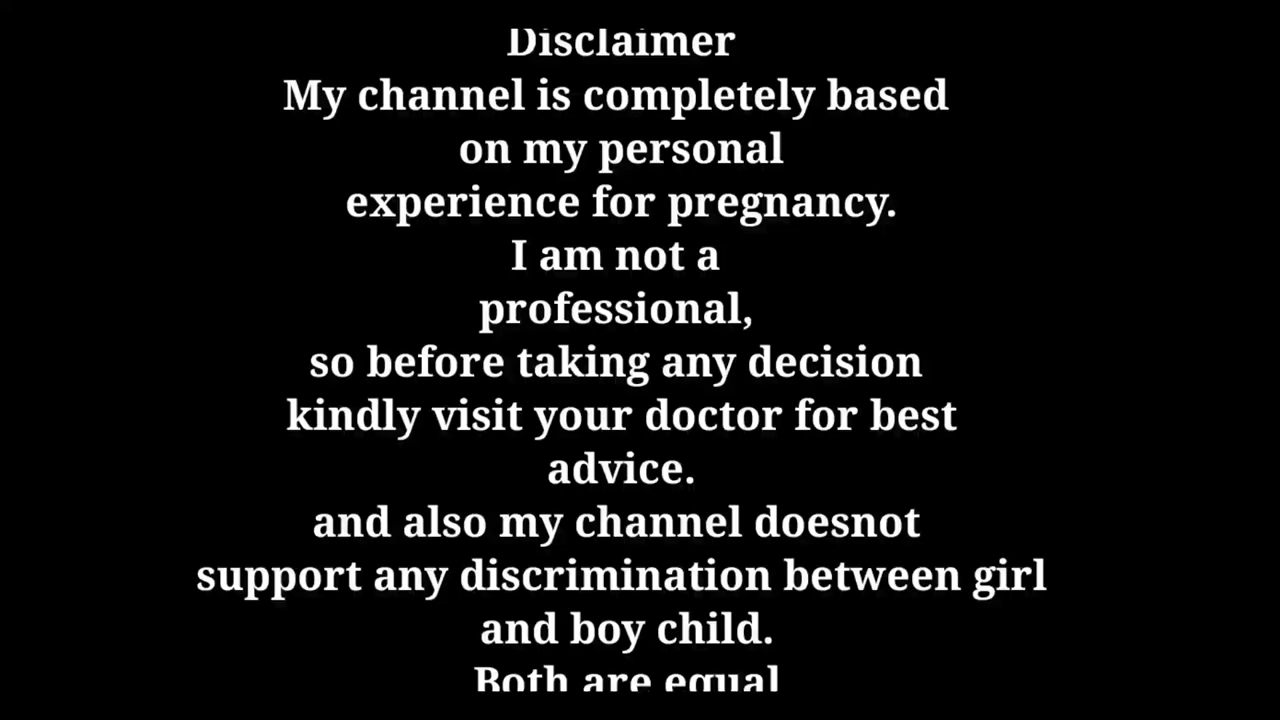 Disclaimer
My channel is completely based
on my personal
experience for pregnancy.
I am not a
professional,
so before taking any decision
kindly visit your doctor for best
advice.
and also my channel doesnot
support any discrimination between girl
and boy child.
Both are equal